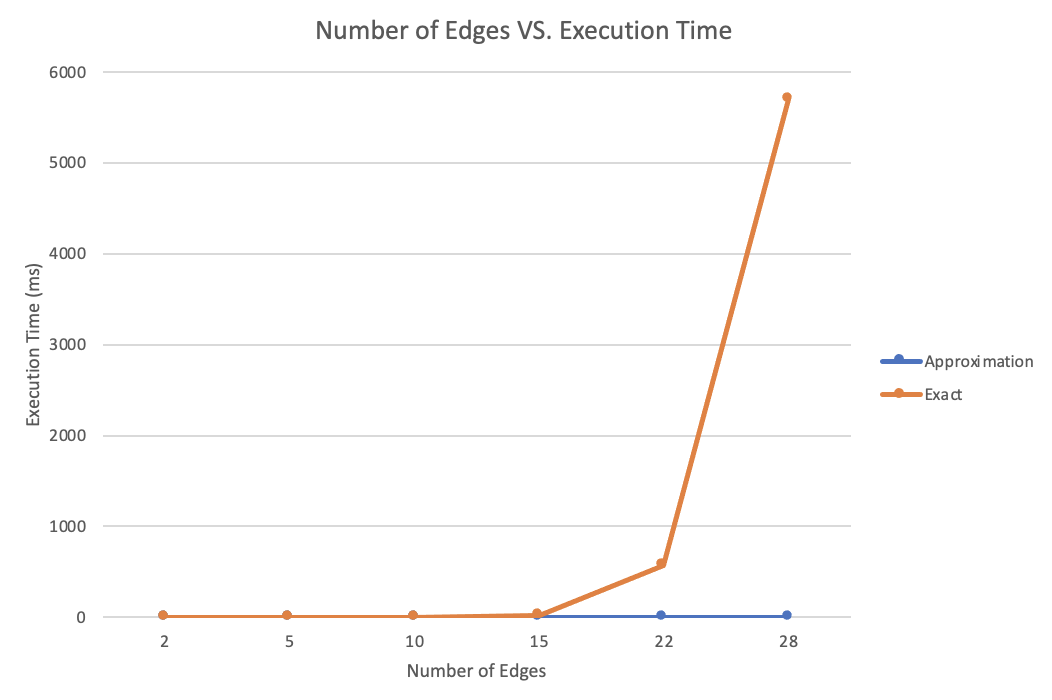 Number of Edges VS. Execution Time
6000
5000
4000
3000
2000
1000
0
Execution Time (ms)
2 5 10 15 22 28
Number of Edges
Approximation
Exact